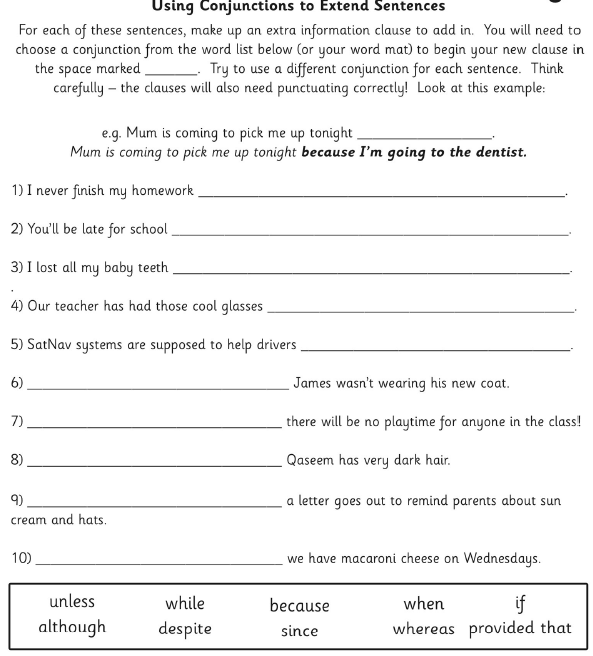 Using Conjunctions to Extend Sentences
For each of these sentences, make up an extra information clause to add in. You will need to
choose a conjunction from the word list below (or your word mat) to begin your new clause in
the space marked _______. Try to use a different conjunction for each sentence. Think
carefully – the clauses will also need punctuating correctly! Look at this example:
e.g. Mum is coming to pick me up tonight __________________.
Mum is coming to pick me up tonight because I'm going to the dentist.
1) I never finish my homework ________________________________________________.
2) You'll be late for school ____________________________________________________.
3) I lost all my baby teeth ____________________________________________________.
.
4) Our teacher has had those cool glasses ________________________________________.
5) SatNav systems are supposed to help drivers ___________________________________.
6) ___________________________________ James wasn't wearing his new coat.
7) __________________________________ there will be no playtime for anyone in the class!
8) __________________________________ Qaseem has very dark hair.
9) __________________________________ a letter goes out to remind parents about sun
cream and hats.
10) _________________________________ we have macaroni cheese on Wednesdays.
unless while because when if
although despite since whereas provided that